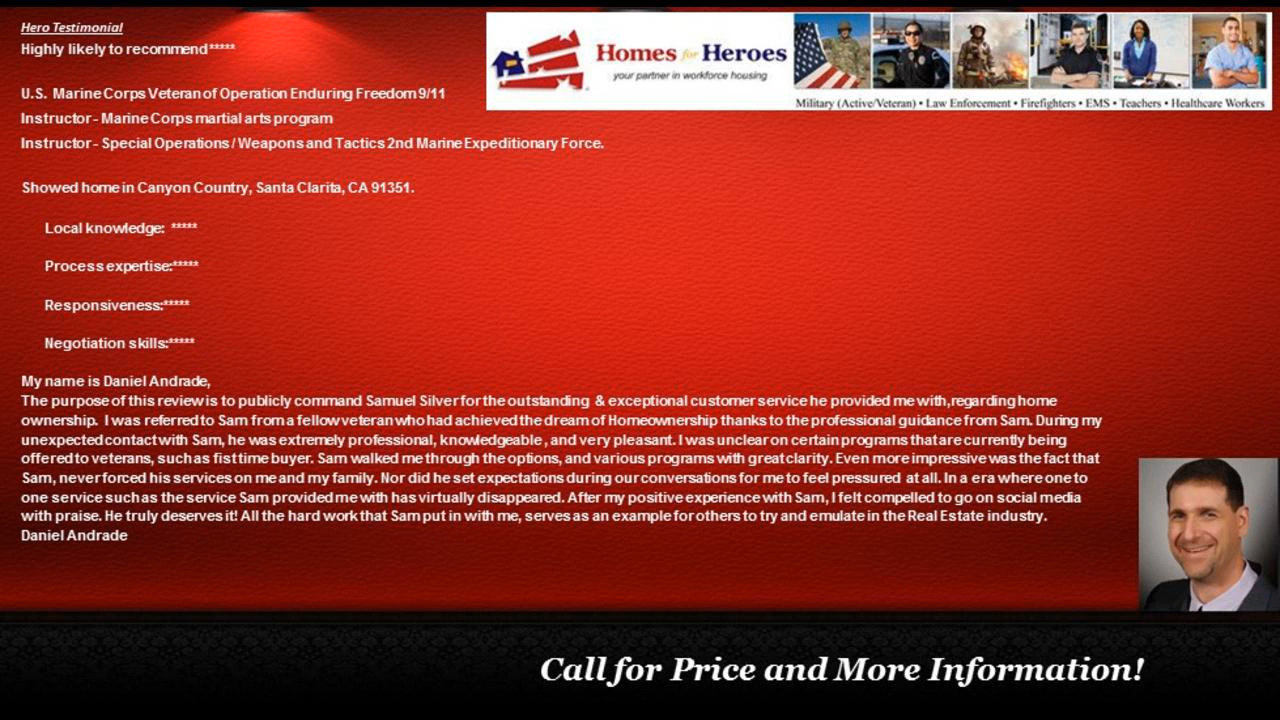 Hero Testimonial
Highly likely to recommend*****
Homes for Heroes
your partner in workforce housing
Military (Active/Veteran) • Law Enforcement • Firefighters • EMS • Teachers • Healthcare Workers
U.S. Marine Corps Veteran of Operation Enduring Freedom 9/11
Instructor - Marine Corps martial arts program
Instructor - Special Operations / Weapons and Tactics 2nd Marine Expeditionary Force.
Showed home in Canyon Country, Santa Clarita, CA 91351.
Local knowledge: *****
Process expertise:*****
Responsiveness:*****
Negotiation skills:*****
My name is Daniel Andrade,
The purpose of this review is to publicly command Samuel Silver for the outstanding & exceptional customer service he provided me with, regarding home
ownership. I was referred to Sam from a fellow veteran who had achieved the dream of Homeownership thanks to the professional guidance from Sam. During my
unexpected contact with Sam, he was extremely professional, knowledgeable, and very pleasant. I was unclear on certain programs that are currently being
offered to veterans, such as fist time buyer. Sam walked me through the options, and various programs with great clarity. Even more impressive was the fact that
Sam, never forced his services on me and my family. Nor did he set expectations during our conversations for me to feel pressured at all. In a era where one to
one service such as the service Sam provided me with has virtually disappeared. After my positive experience with Sam, I felt compelled to go on social media
with praise. He truly deserves it! All the hard work that Sam put in with me, serves as an example for others to try and emulate in the Real Estate industry.
Daniel Andrade
Call for Price and More Information!